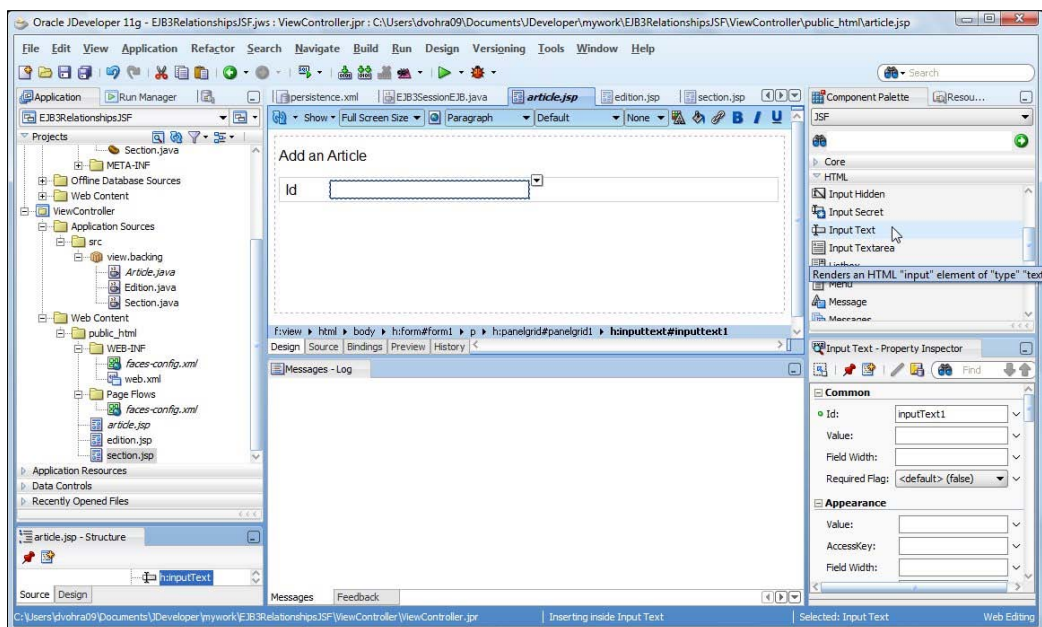 Oracle JDeveloper 11g - EJB3RelationshipsJSF.jws : ViewController.jpr : C:\Users\dvohra09\Documents\JDeveloper\mywork\EJB3RelationshipsJSF\ViewController\public_html\article.jsp
File Edit View Application Refactor Search Navigate Build Run Design Versioning Tools Window Help
Search
Application Run Manager
EJB3RelationshipsJSF
Projects
Section.java
META-INF
Offline Database Sources
Web Content
ViewController
Application Sources
src
view.backing
Article.java
Edition.java
Section.java
Web Content
public_html
WEB-INF
faces-config.xml
web.xml
Page Flows
faces-config.xml
article.jsp
edition.jsp
section.jsp
Application Resources
Data Controls
Recently Opened Files
article.jsp - Structure
h:inputText
Source Design
persistence.xml EJB3SessionEJB.java article.jsp edition.jsp section.jsp
Show Full Screen Size Paragraph Default None B I U
Add an Article
Id
f:view html body h:form#form1 p h:panelgrid#panelgrid1 h:inputtext#inputtext1
Design Source Bindings Preview History
Messages - Log
Messages Feedback
Component Palette Resou...
JSF
Core
HTML
Input Hidden
Input Secret
Input Text
Input Textarea
Listbox
Renders an HTML "input" element of "type" "text
Menu
Message
Messages
Input Text - Property Inspector
Find
Common
Id: inputText1
Value:
Field Width:
Required Flag: <default> (false)
Appearance
Value:
AccessKey:
Field Width:
C:\Users\dvohra09\Documents\JDeveloper\mywork\EJB3RelationshipsJSF\ViewController\ViewController.jpr Inserting inside Input Text Selected: Input Text Web Editing